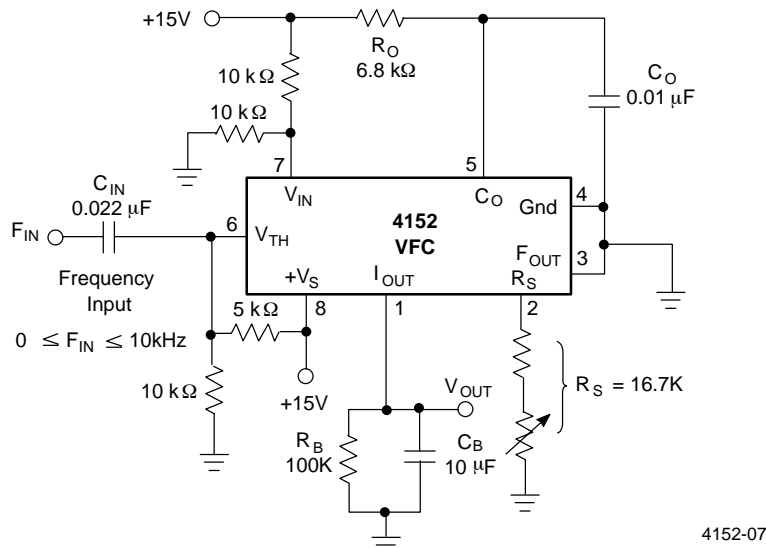 +15V
R_O
6.8 kΩ
10 kΩ
10 kΩ
C_O
0.01 µF
7
5
C_IN
0.022 µF
V_IN
C_O
Gnd
4
F_IN
6
V_TH
4152
VFC
F_OUT
3
Frequency
Input
+V_S
I_OUT
R_S
5 kΩ
8
1
2
0 ≤ F_IN ≤ 10kHz
10 kΩ
+15V
V_OUT
R_S = 16.7K
R_B
100K
C_B
10 µF
4152-07